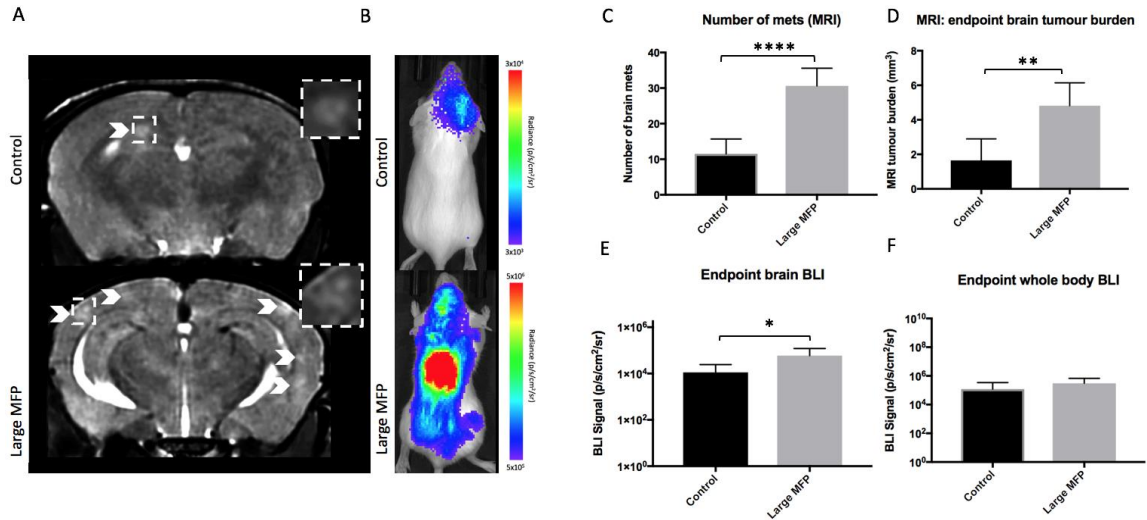 A
B
C
D
Control
Large MFP
Control
Large MFP
3x10⁴
Radiance (p/s/cm²/sr)
3x10³
5x10⁶
Radiance (p/s/cm²/sr)
5x10⁵
Number of mets (MRI)
****
Number of brain mets
40
30
20
10
0
Control
Large MFP
MRI: endpoint brain tumour burden
**
MRI tumour burden (mm³)
8
6
4
2
0
Control
Large MFP
E
Endpoint brain BLI
*
BLI Signal (p/s/cm²/sr)
1×10⁶
1×10⁴
1×10²
1×10⁰
Control
Large MFP
F
Endpoint whole body BLI
BLI Signal (p/s/cm²/sr)
10¹⁰
10⁸
10⁶
10⁴
10²
10⁰
Control
Large MFP